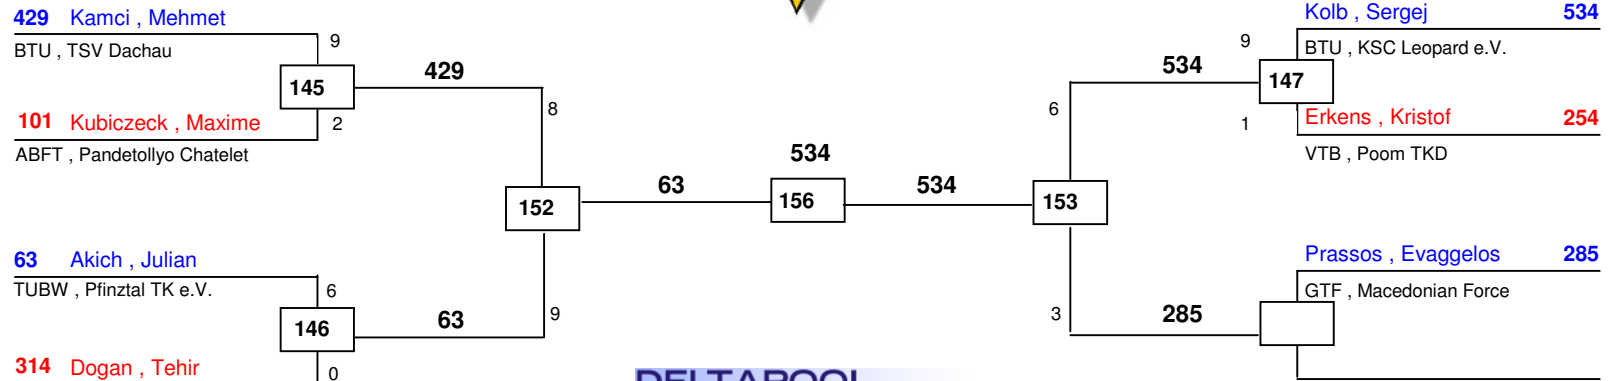 429 Kamci , Mehmet
BTU , TSV Dachau
9
145
429
101 Kubiczeck , Maxime
2
ABFT , Pandetollyo Chatelet
8
152
63
63 Akich , Julian
TUBW , Pfinztal TK e.V.
6
146
63
9
314 Dogan , Tehir
0
534
156
534
153
6
534
147
9
Kolb , Sergej 534
BTU , KSC Leopard e.V.
1
Erkens , Kristof 254
VTB , Poom TKD
Prassos , Evaggelos 285
GTF , Macedonian Force
3
285
DELTAPOOL